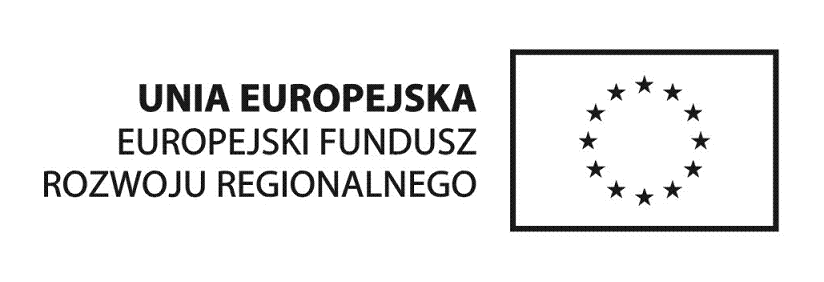 UNIA EUROPEJSKA
EUROPEJSKI FUNDUSZ
ROZWOJU REGIONALNEGO